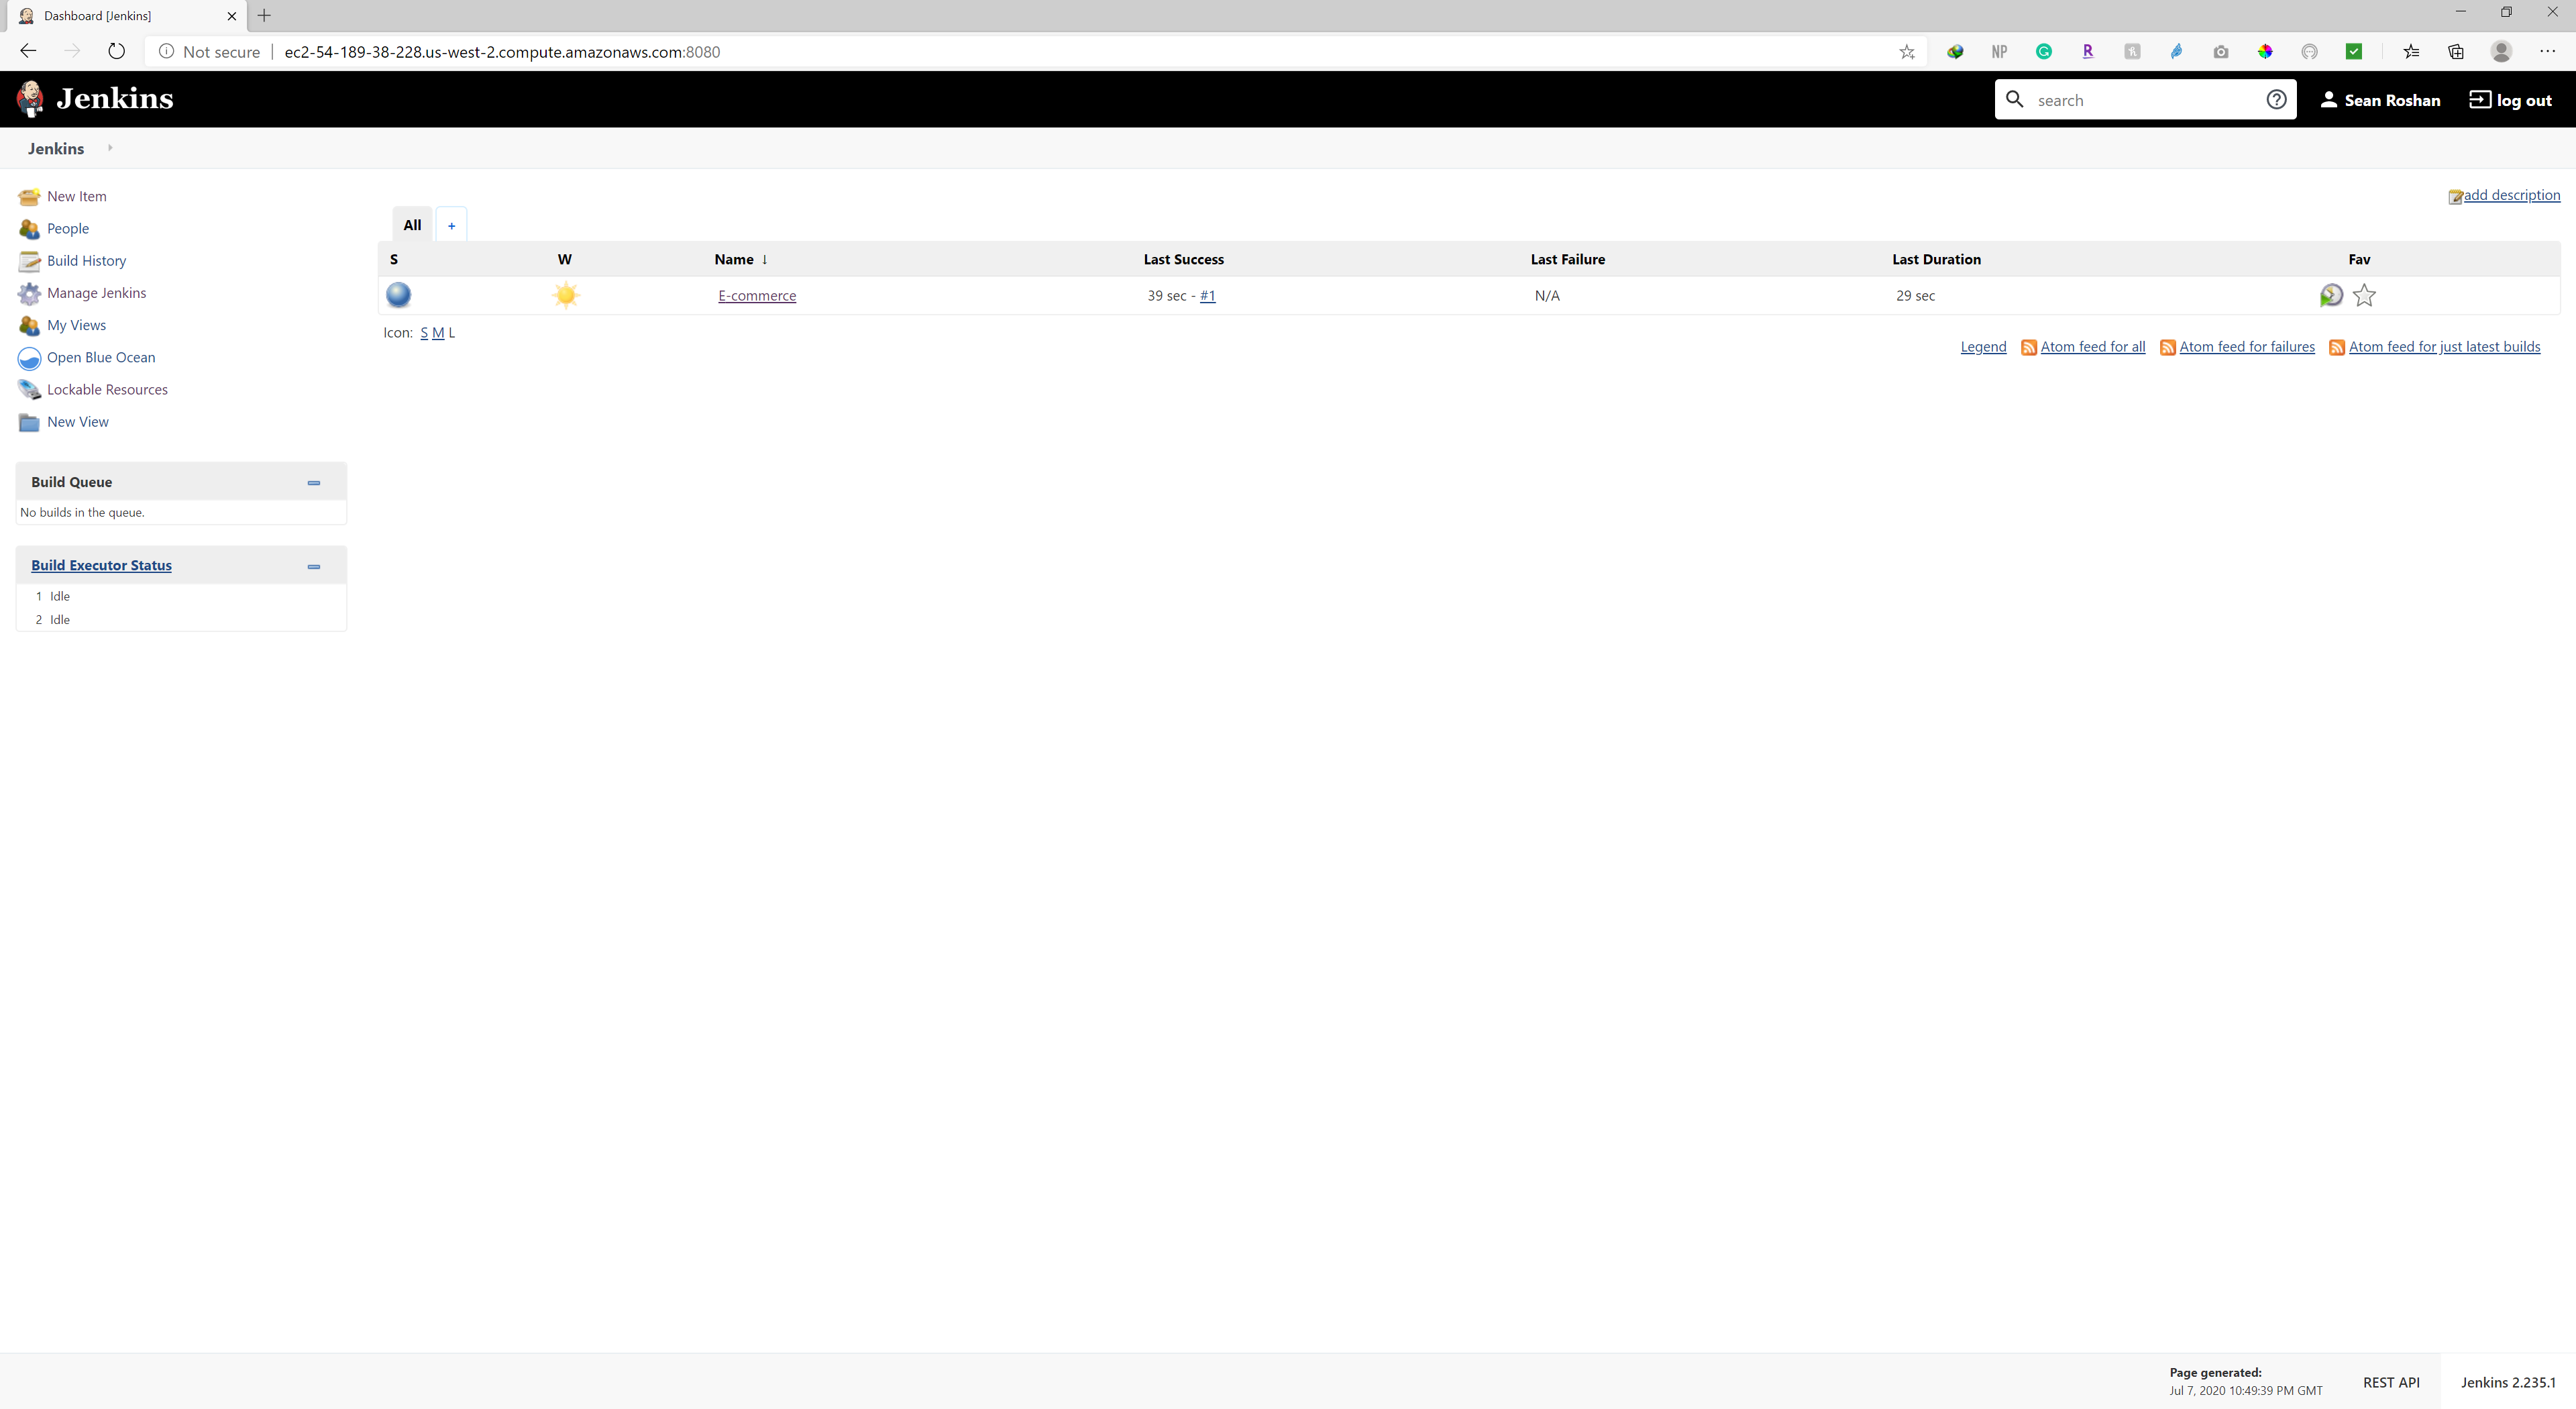 Dashboard [Jenkins]
Not secure | ec2-54-189-38-228.us-west-2.compute.amazonaws.com:8080
NP
R
Jenkins
search
Sean Roshan
log out
Jenkins
New Item
People
Build History
Manage Jenkins
My Views
Open Blue Ocean
Lockable Resources
New View
Build Queue
No builds in the queue.
Build Executor Status
1 Idle
2 Idle
add description
All +
S W Name ↓ Last Success Last Failure Last Duration Fav
E-commerce 39 sec - #1 N/A 29 sec
Icon: S M L
Legend Atom feed for all Atom feed for failures Atom feed for just latest builds
Page generated:
Jul 7, 2020 10:49:39 PM GMT
REST API
Jenkins 2.235.1